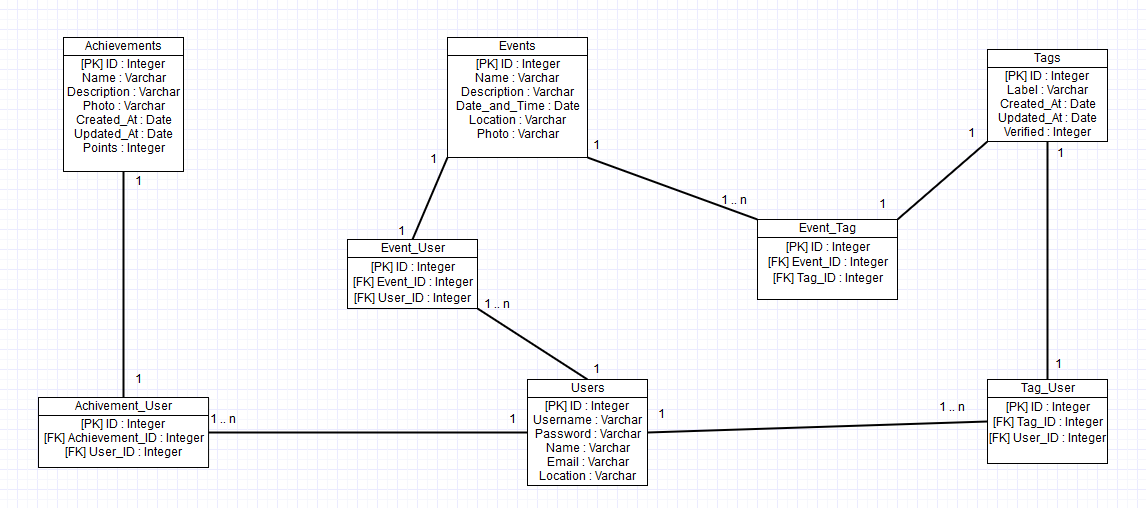 Achievements
[PK] ID : Integer
Name : Varchar
Description : Varchar
Photo : Varchar
Created_At : Date
Updated_At : Date
Points : Integer
1
Events
[PK] ID : Integer
Name : Varchar
Description : Varchar
Date_and_Time : Date
Location : Varchar
Photo : Varchar
1
1
Tags
[PK] ID : Integer
Label : Varchar
Created_At : Date
Updated_At : Date
Verified : Integer
1
1
1
Event_User
[PK] ID : Integer
[FK] Event_ID : Integer
[FK] User_ID : Integer
1 .. n
1 .. n
1
Event_Tag
[PK] ID : Integer
[FK] Event_ID : Integer
[FK] Tag_ID : Integer
1
Achivement_User
[PK] ID : Integer
[FK] Achievement_ID : Integer
[FK] User_ID : Integer
1 .. n
1
1
Users
[PK] ID : Integer
Username : Varchar
Password : Varchar
Name : Varchar
Email : Varchar
Location : Varchar
1
1 .. n
1
Tag_User
[PK] ID : Integer
[FK] Tag_ID : Integer
[FK] User_ID : Integer